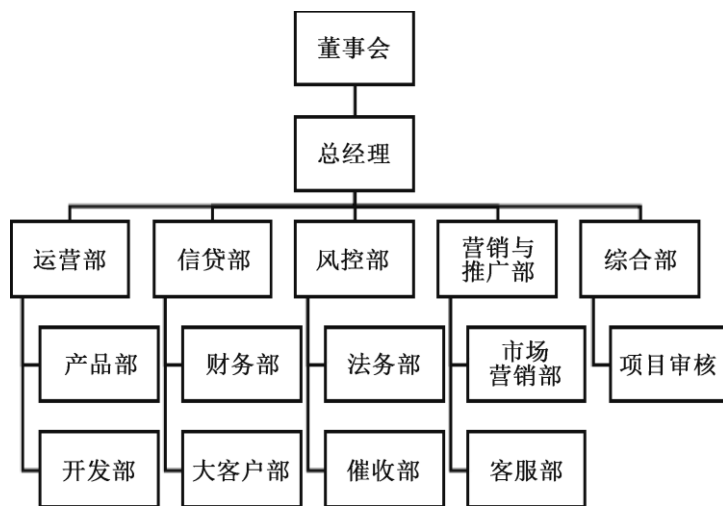 董事会
总经理
运营部
信贷部
风控部
营销与
推广部
综合部
产品部
财务部
法务部
市场
营销部
项目审核
开发部
大客户部
催收部
客服部